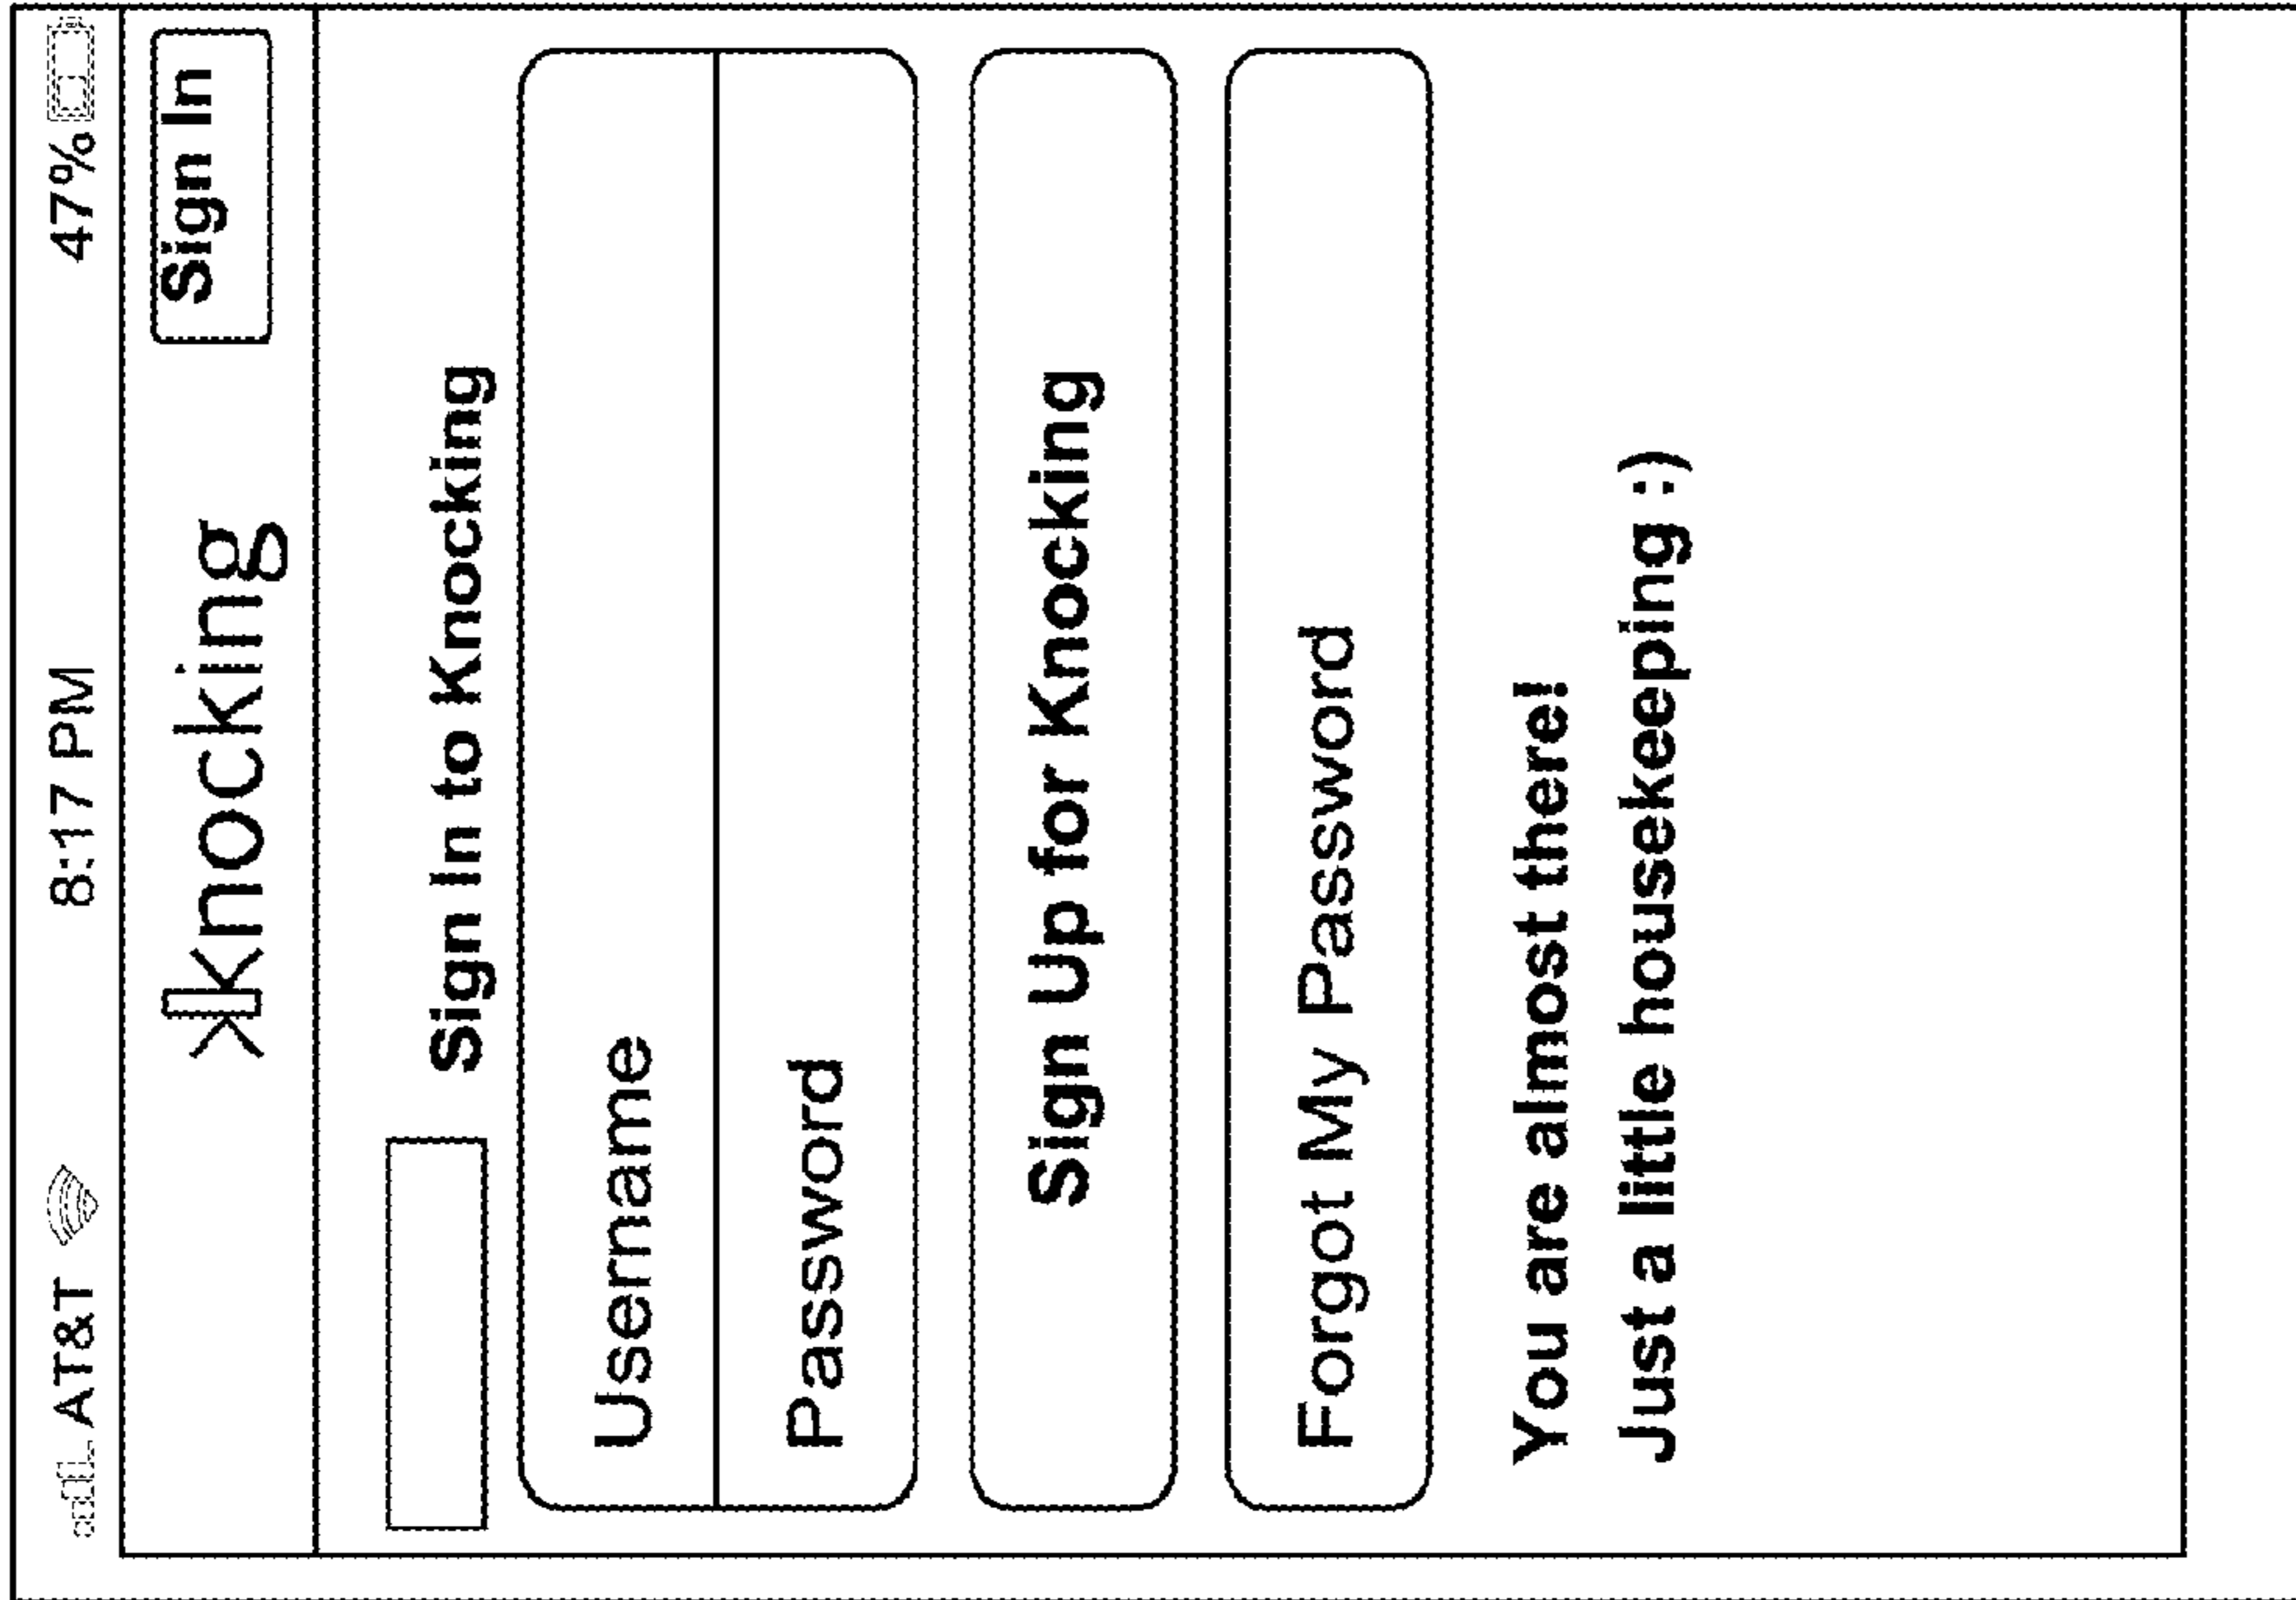 AT&T 8:17 PM 47%
knocking Sign In
Sign In to Knocking
Username
Password
Sign Up for Knocking
Forgot My Password
You are almost there!
Just a little housekeeping :)